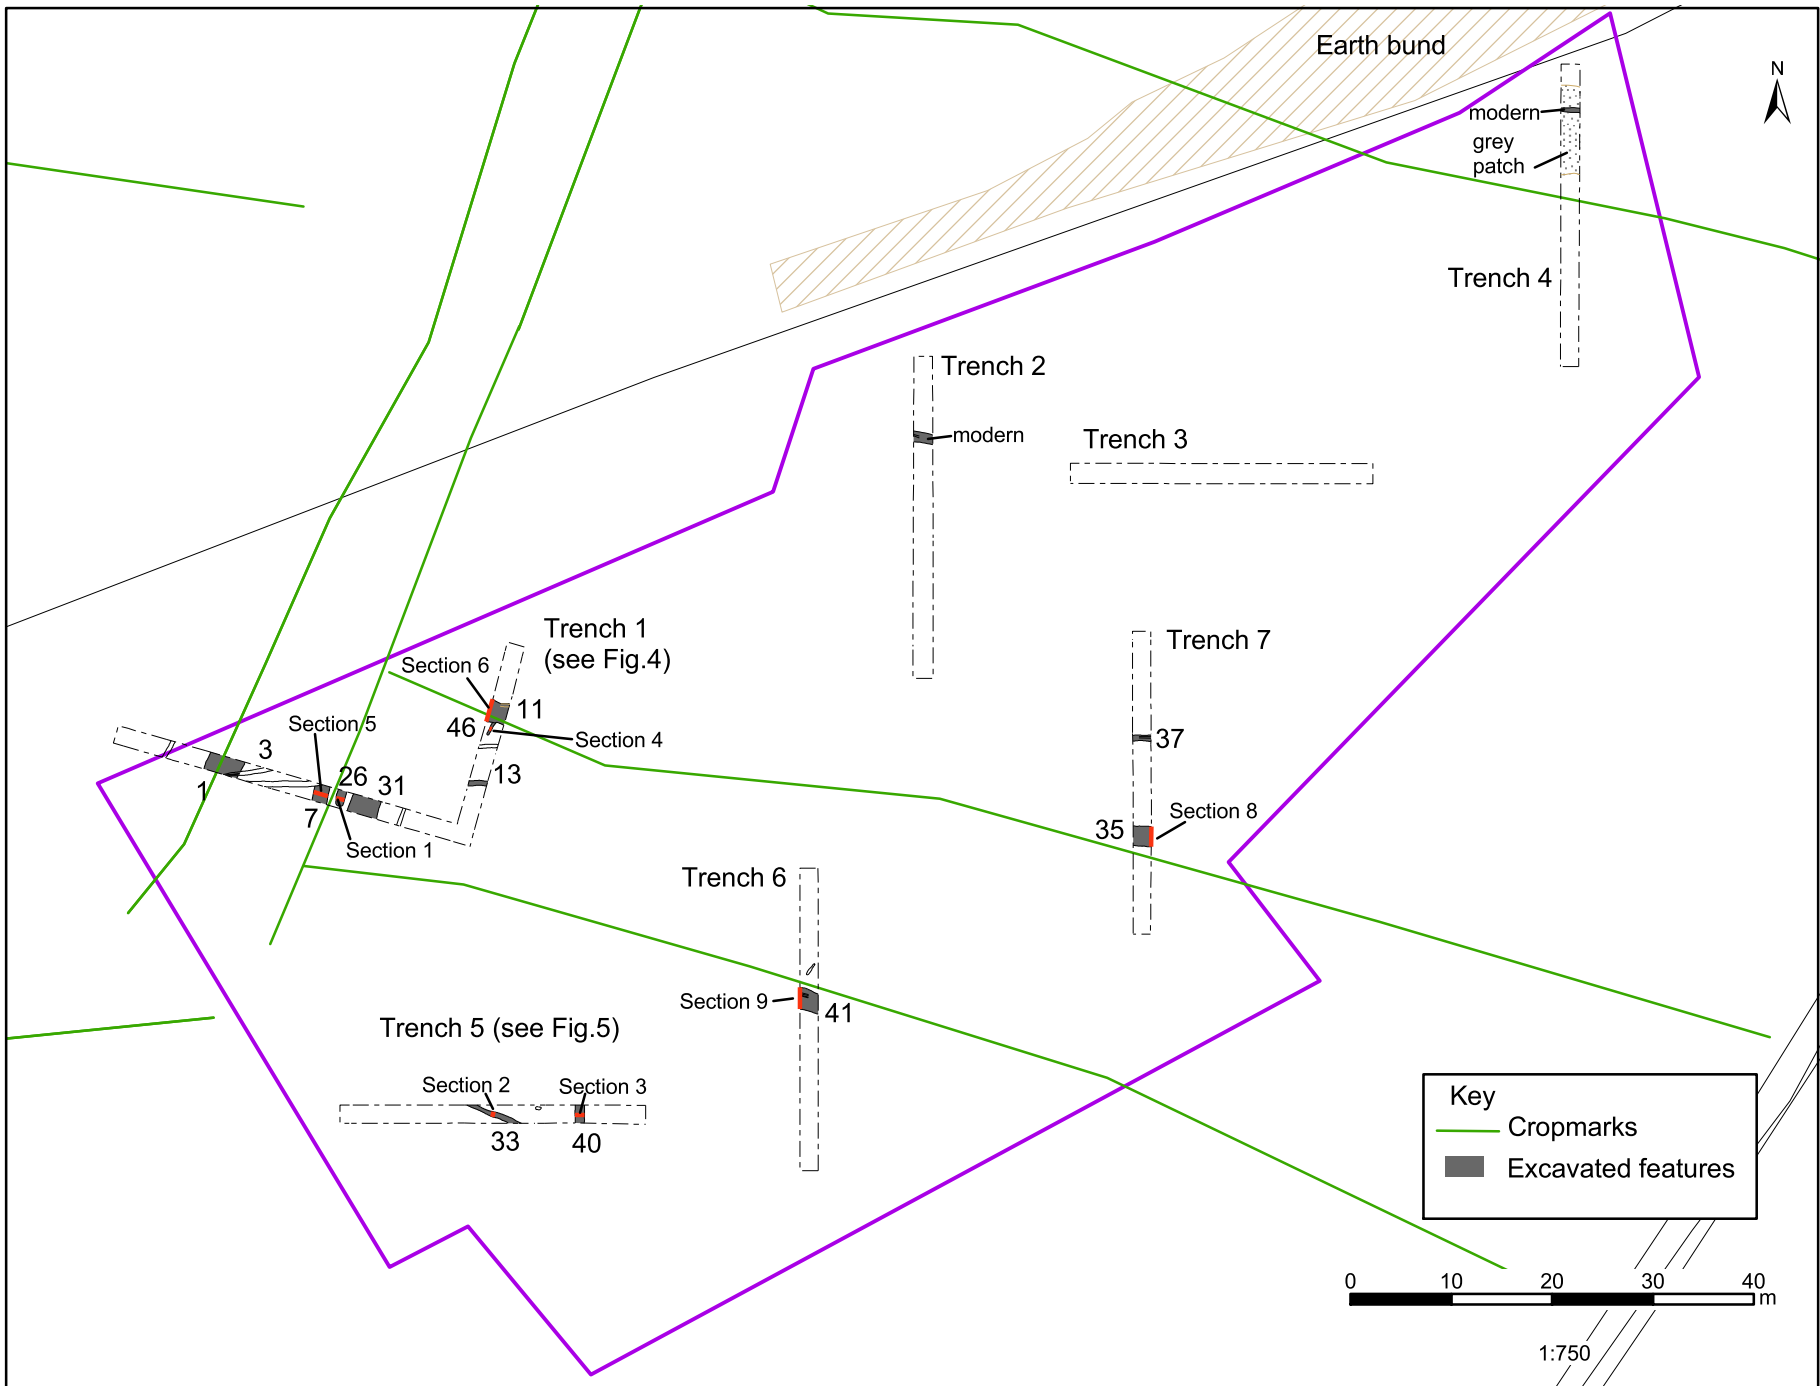 Earth bund
N
modern
grey
patch
Trench 4
Trench 2
modern
Trench 3
Trench 1
(see Fig.4)
Section 6
11
46
Section 4
Section 5
3
26
31
13
1
7
Section 1
Trench 7
37
35
Section 8
Trench 6
Section 9
41
Trench 5 (see Fig.5)
Section 2
Section 3
33
40
Key
Cropmarks
Excavated features
0 10 20 30 40
m
1:750